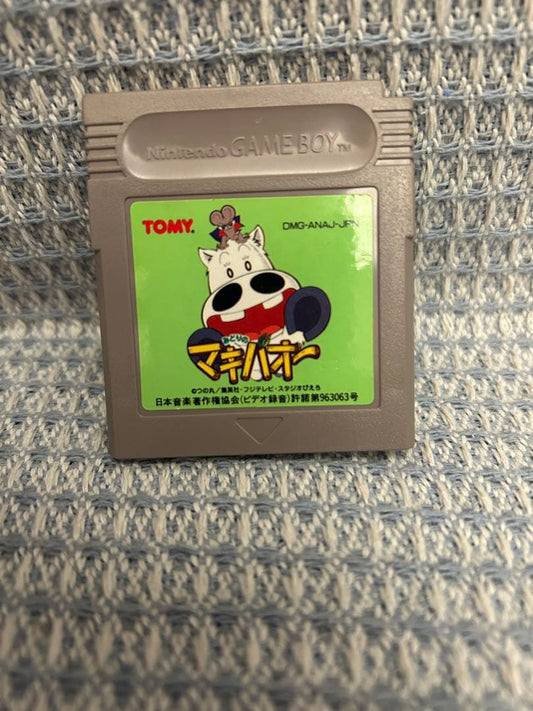 Nintendo GAME BOY TM
TOMY.
DMG-ANAJ-JPN
みどりの
マキバオー
©つの丸／集英社・フジテレビ・スタジオぴえろ
日本音楽著作権協会(ビデオ録音)許諾第963063号